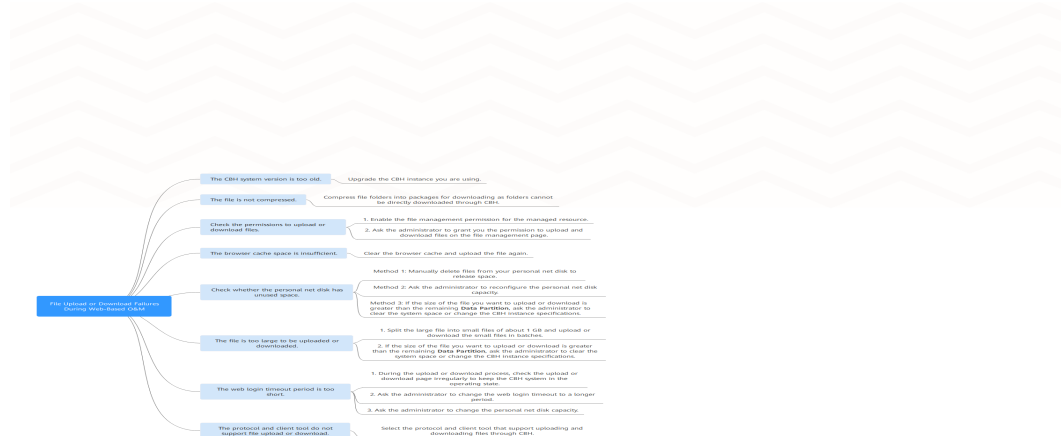 The CBH system version is too old.
Upgrade the CBH instance you are using.
The file is not compressed.
Compress file folders into packages for downloading as folders cannot
be directly downloaded through CBH.
Check the permissions to upload or
download files.
1. Enable the file management permission for the managed resource.
2. Ask the administrator to grant you the permission to upload and
download files on the file management page.
The browser cache space is insufficient.
Clear the browser cache and upload the file again.
Check whether the personal net disk has
unused space.
Method 1: Manually delete files from your personal net disk to
release space.
Method 2: Ask the administrator to reconfigure the personal net disk
capacity.
Method 3: If the size of the file you want to upload or download is
greater than the remaining Data Partition, ask the administrator to
clear the system space or change the CBH instance specifications.
File Upload or Download Failures
During Web-Based O&M
The file is too large to be uploaded or
downloaded.
1. Split the large file into small files of about 1 GB and upload or
download the small files in batches.
2. If the size of the file you want to upload or download is greater
than the remaining Data Partition, ask the administrator to clear the
system space or change the CBH instance specifications.
The web login timeout period is too
short.
1. During the upload or download process, check the upload or
download page irregularly to keep the CBH system in the
operating state.
2. Ask the administrator to change the web login timeout to a longer
period.
3. Ask the administrator to change the personal net disk capacity.
The protocol and client tool do not
support file upload or download.
Select the protocol and client tool that support uploading and
downloading files through CBH.